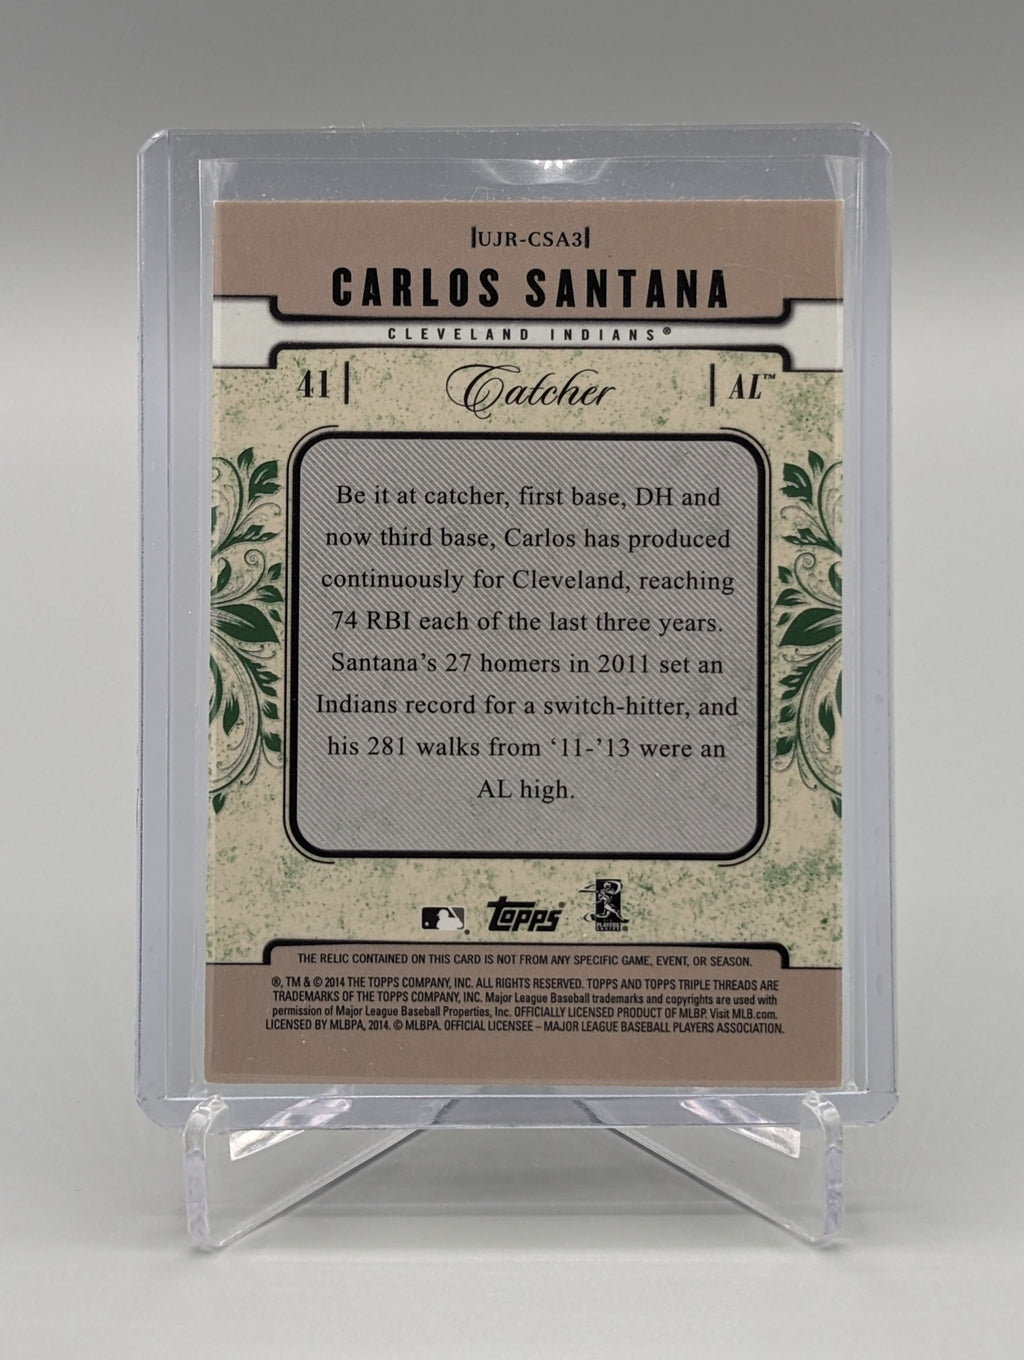 |UJR-CSA3|
CARLOS SANTANA
CLEVELAND INDIANS®
41 | Catcher | AL™
Be it at catcher, first base, DH and
now third base, Carlos has produced
continuously for Cleveland, reaching
74 RBI each of the last three years.
Santana's 27 homers in 2011 set an
Indians record for a switch-hitter, and
his 281 walks from '11-'13 were an
AL high.
Topps®
THE RELIC CONTAINED ON THIS CARD IS NOT FROM ANY SPECIFIC GAME, EVENT, OR SEASON.
®, TM & © 2014 THE TOPPS COMPANY, INC. ALL RIGHTS RESERVED. TOPPS AND TOPPS TRIPLE THREADS ARE
TRADEMARKS OF THE TOPPS COMPANY, INC. Major League Baseball trademarks and copyrights are used with
permission of Major League Baseball Properties, Inc. OFFICIALLY LICENSED PRODUCT OF MLBP. Visit MLB.com.
LICENSED BY MLBPA, 2014. © MLBPA. OFFICIAL LICENSEE – MAJOR LEAGUE BASEBALL PLAYERS ASSOCIATION.